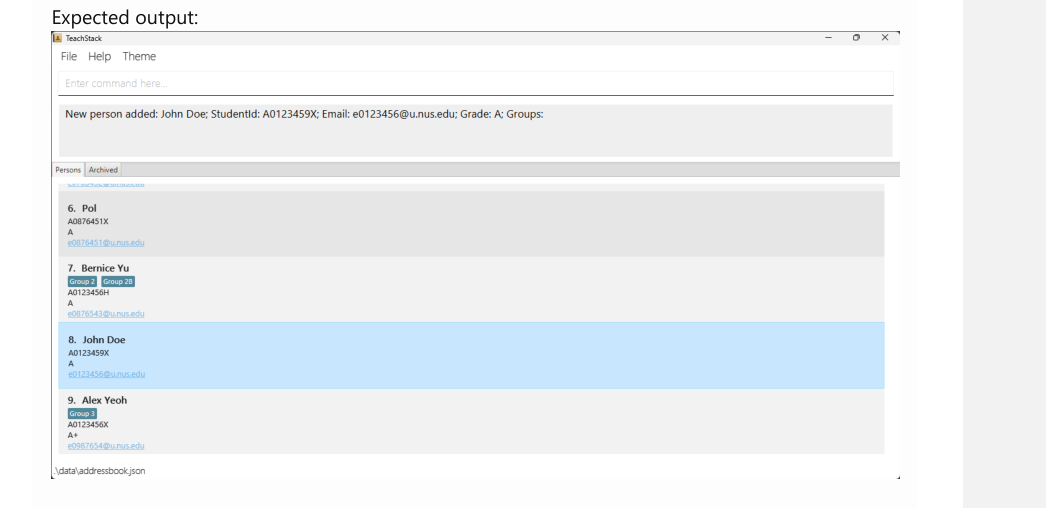 Expected output:
TeachStack
File Help Theme
Enter command here...
New person added: John Doe; StudentId: A0123459X; Email: e0123456@u.nus.edu; Grade: A; Groups:
Persons Archived
6. Pol
A0876451X
A
e0876451@u.nus.edu
7. Bernice Yu
Group 2 Group 28
A0123456H
A
e0876543@u.nus.edu
8. John Doe
A0123459X
A
e0123456@u.nus.edu
9. Alex Yeoh
Group 3
A0123456X
A+
e0987654@u.nus.edu
.\data\addressbook.json